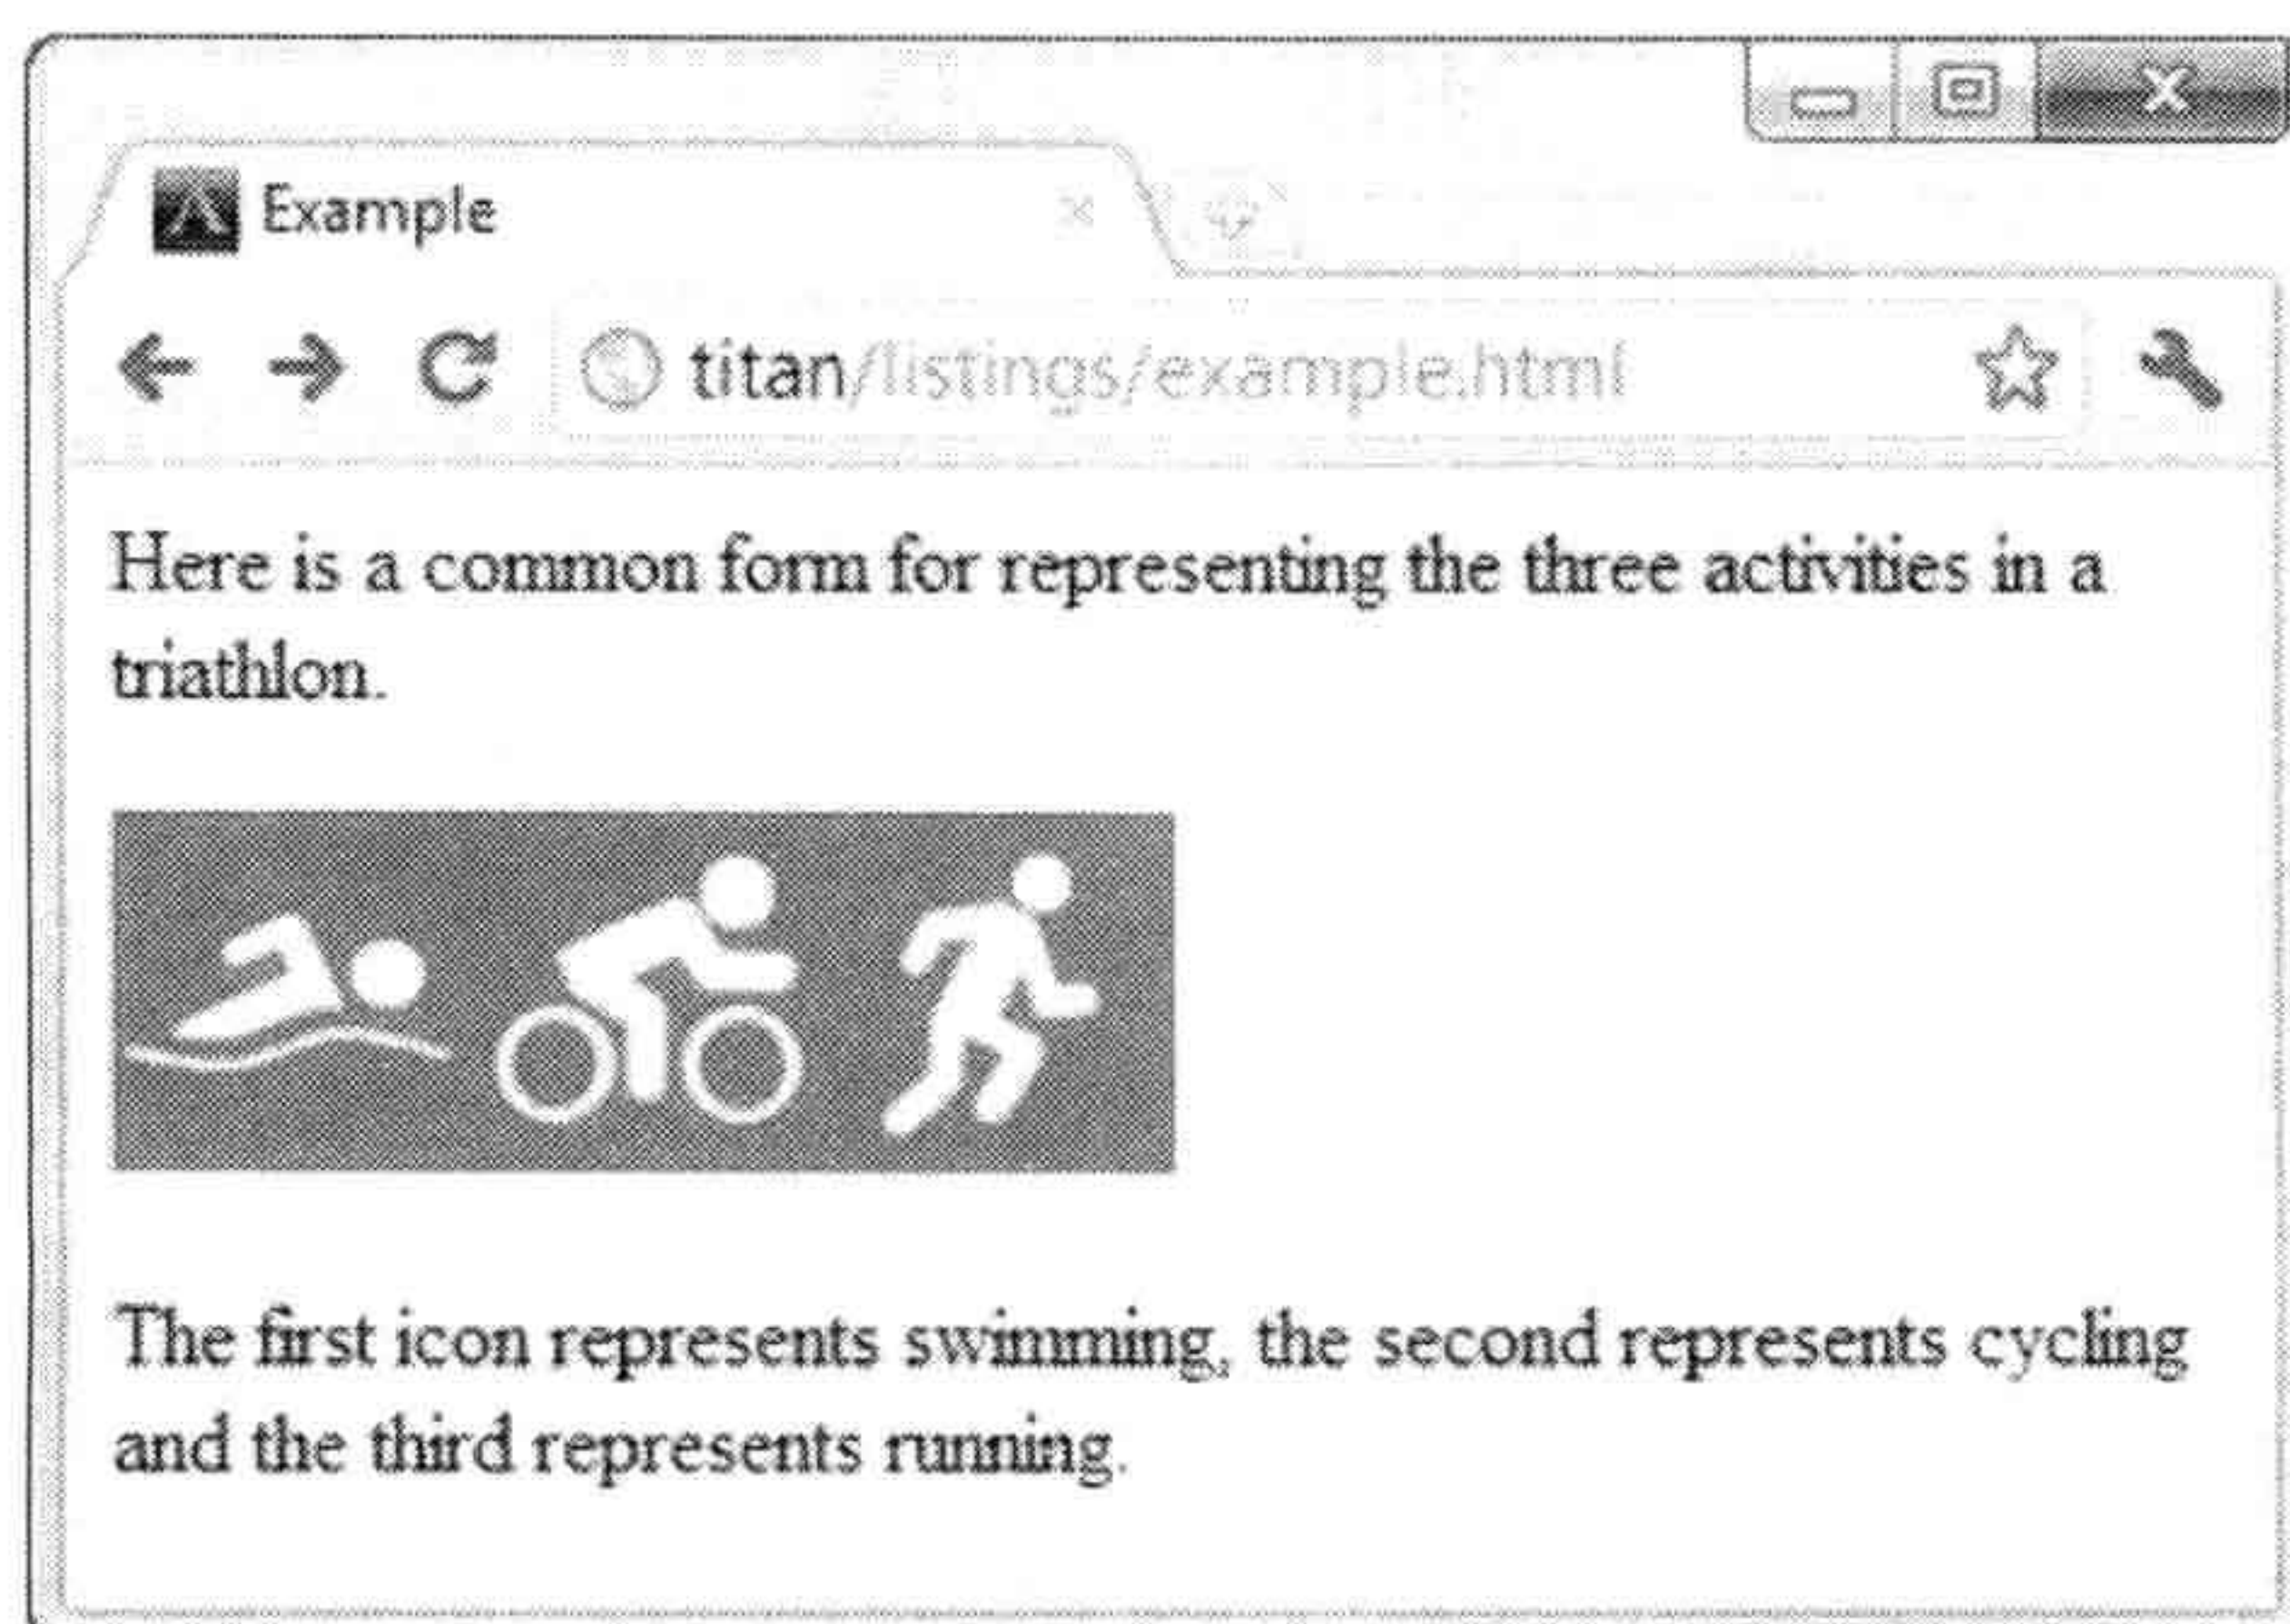 Example
titan/listings/example.html
Here is a common form for representing the three activities in a
triathlon.
The first icon represents swimming, the second represents cycling
and the third represents running.